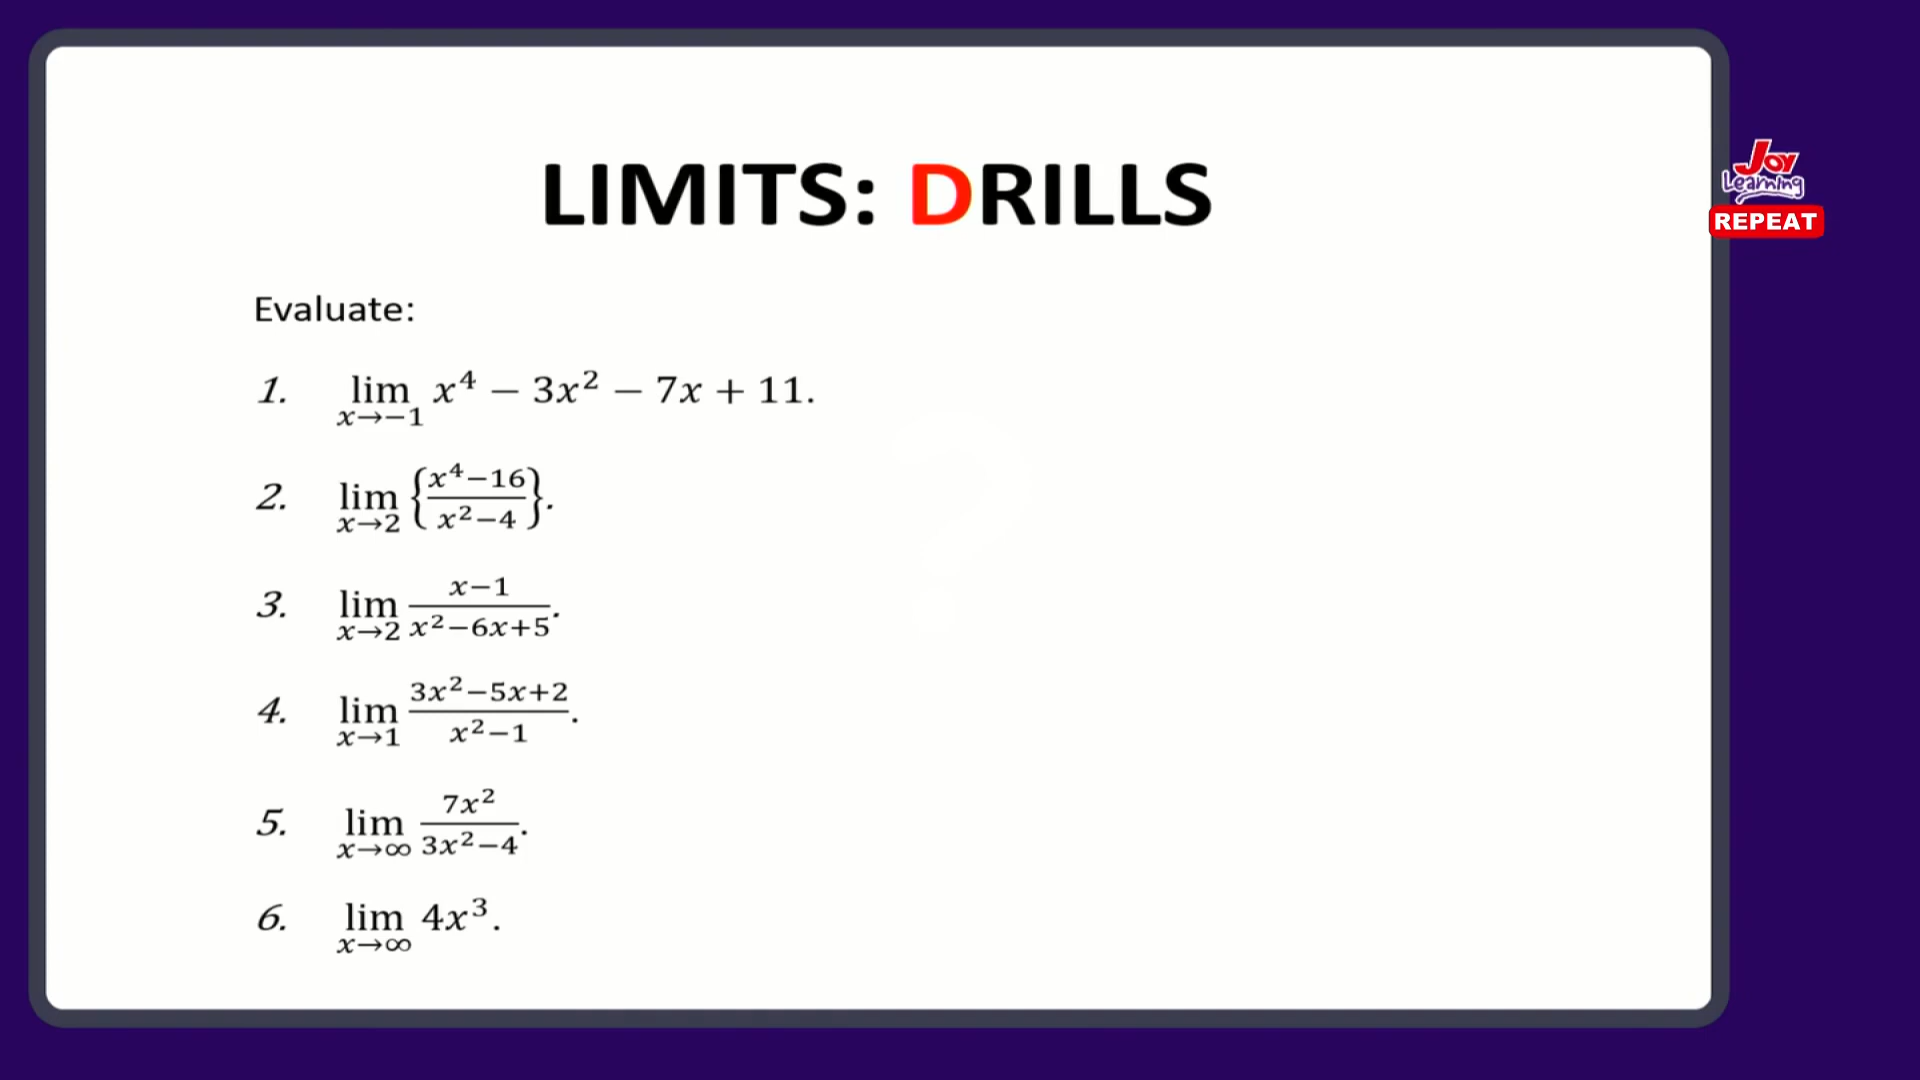 LIMITS: DRILLS
Joy
Learning
REPEAT
Evaluate:
1. lim x→−1 x⁴ − 3x² − 7x + 11.
2. lim x→2 {x⁴−16 / x²−4}.
3. lim x→2 x−1 / x²−6x+5.
4. lim x→1 3x²−5x+2 / x²−1.
5. lim x→∞ 7x² / 3x²−4.
6. lim x→∞ 4x³.